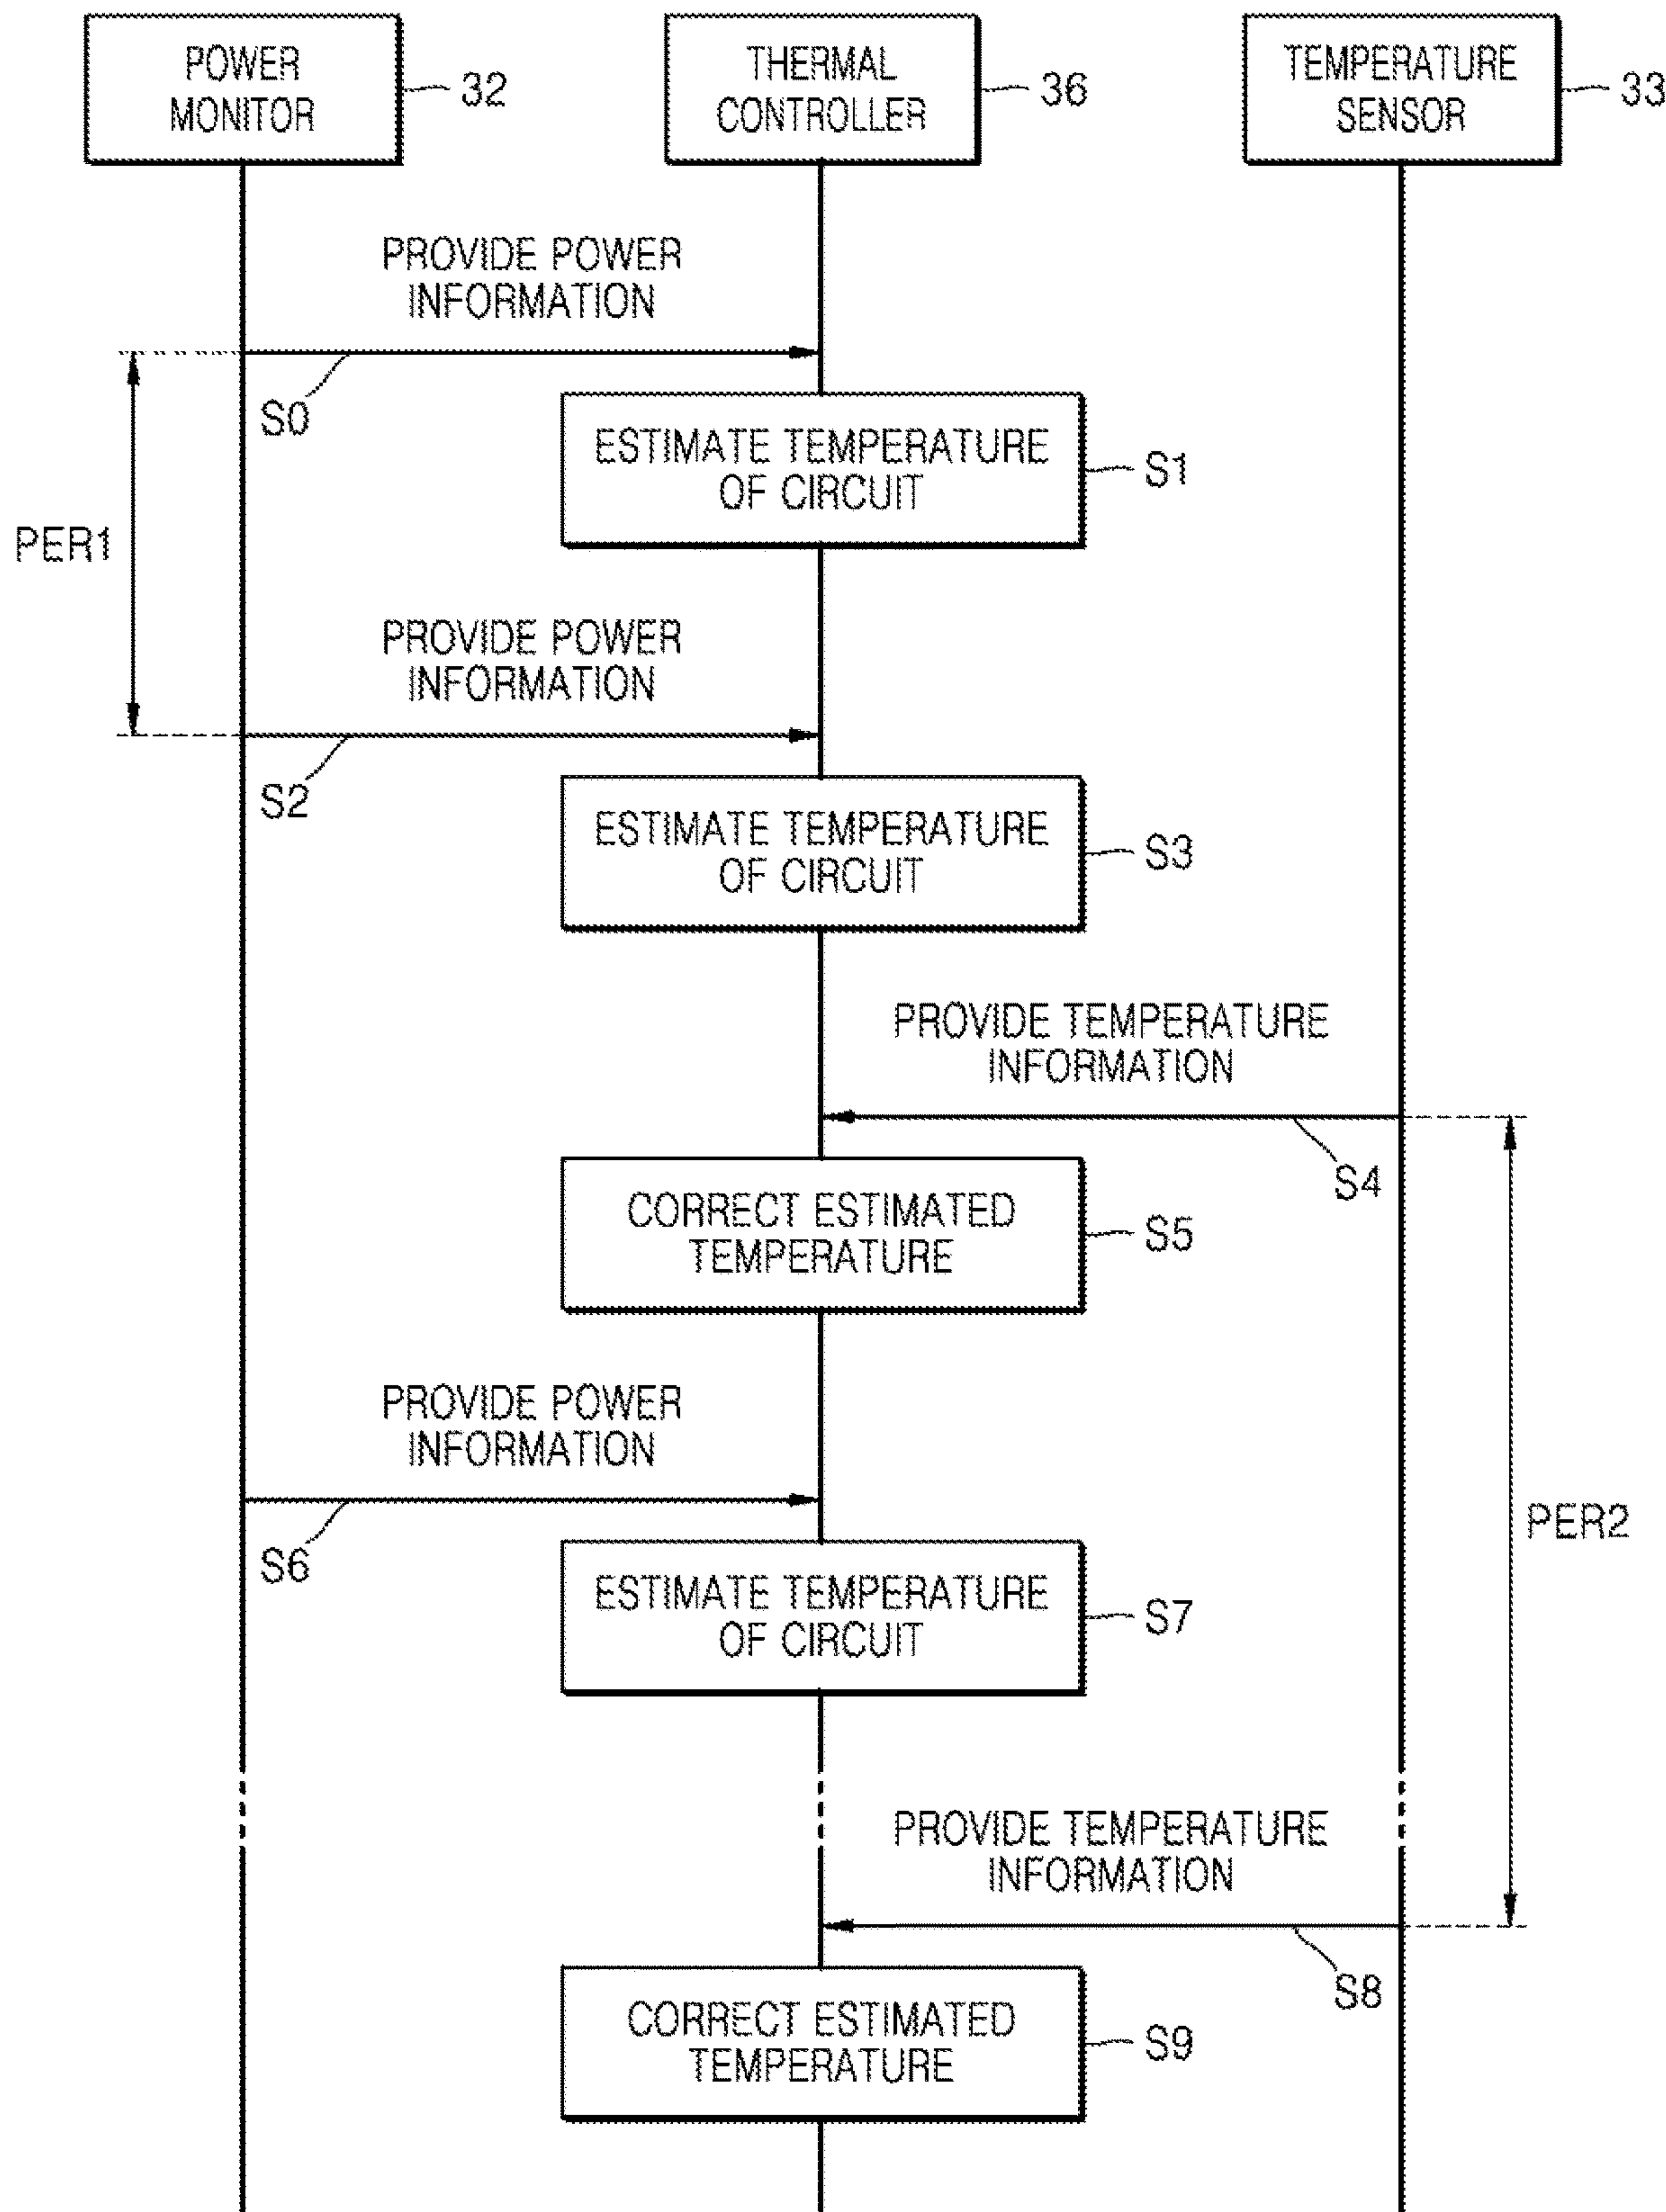 POWER
MONITOR
32
THERMAL
CONTROLLER
36
TEMPERATURE
SENSOR
33
PROVIDE POWER
INFORMATION
S0
ESTIMATE TEMPERATURE
OF CIRCUIT
S1
PER1
PROVIDE POWER
INFORMATION
S2
ESTIMATE TEMPERATURE
OF CIRCUIT
S3
PROVIDE TEMPERATURE
INFORMATION
S4
CORRECT ESTIMATED
TEMPERATURE
S5
PROVIDE POWER
INFORMATION
PER2
S6
ESTIMATE TEMPERATURE
OF CIRCUIT
S7
PROVIDE TEMPERATURE
INFORMATION
S8
CORRECT ESTIMATED
TEMPERATURE
S9